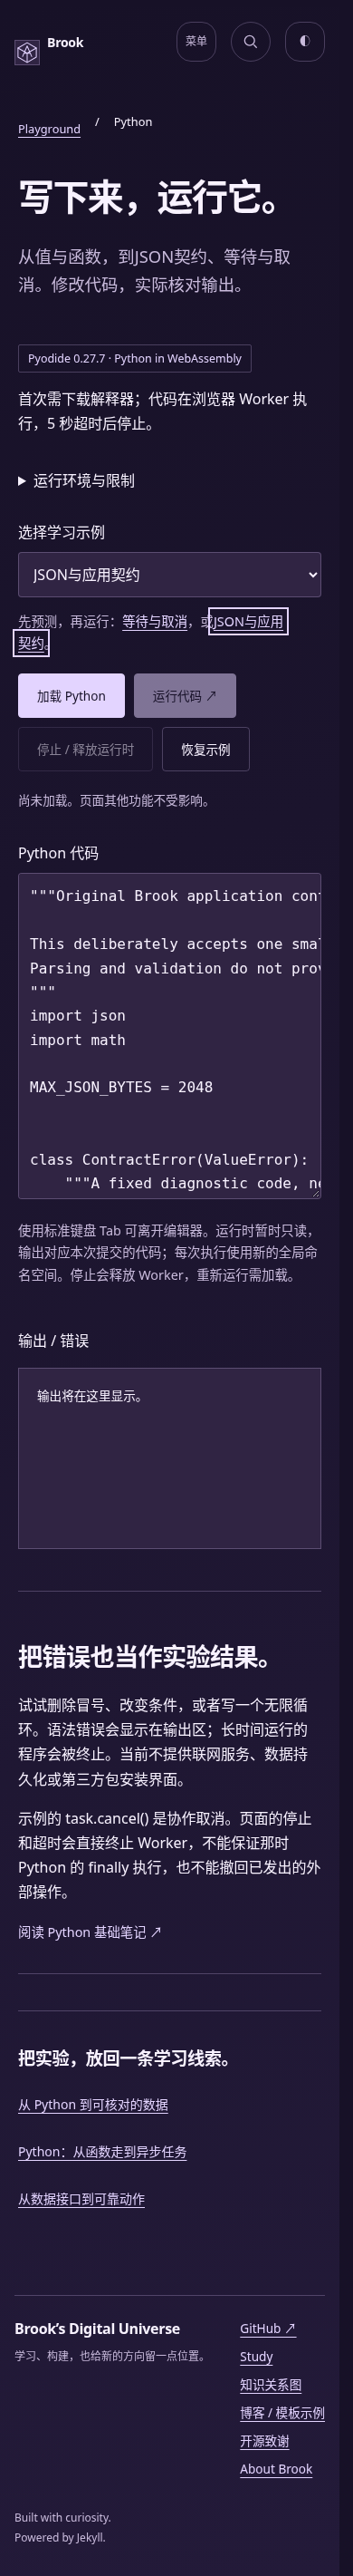 Brook
菜单
Playground / Python
写下来，运行它。
从值与函数，到JSON契约、等待与取
消。修改代码，实际核对输出。
Pyodide 0.27.7 · Python in WebAssembly
首次需下载解释器；代码在浏览器 Worker 执
行，5 秒超时后停止。
▶ 运行环境与限制
选择学习示例
JSON与应用契约
先预测，再运行：等待与取消，或JSON与应用
契约。
加载 Python 运行代码 ↗
停止 / 释放运行时 恢复示例
尚未加载。页面其他功能不受影响。
Python 代码
"""Original Brook application con
This deliberately accepts one sma
Parsing and validation do not pro
"""
import json
import math
MAX_JSON_BYTES = 2048
class ContractError(ValueError):
"""A fixed diagnostic code, n
使用标准键盘 Tab 可离开编辑器。运行时暂时只读，
输出对应本次提交的代码；每次执行使用新的全局命
名空间。停止会释放 Worker，重新运行需加载。
输出 / 错误
输出将在这里显示。
把错误也当作实验结果。
试试删除冒号、改变条件，或者写一个无限循
环。语法错误会显示在输出区；长时间运行的
程序会被终止。当前不提供联网服务、数据持
久化或第三方包安装界面。
示例的 task.cancel() 是协作取消。页面的停止
和超时会直接终止 Worker，不能保证那时
Python 的 finally 执行，也不能撤回已发出的外
部操作。
阅读 Python 基础笔记 ↗
把实验，放回一条学习线索。
从 Python 到可核对的数据
Python：从函数走到异步任务
从数据接口到可靠动作
Brook’s Digital Universe
学习、构建，也给新的方向留一点位置。
GitHub ↗
Study
知识关系图
博客 / 模板示例
开源致谢
About Brook
Built with curiosity.
Powered by Jekyll.